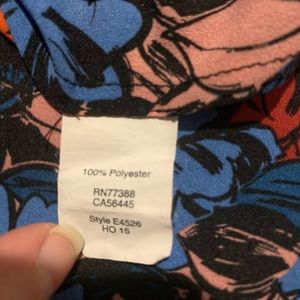 100% Polyester
RN77388
CA56445
Style E4526
HO 15